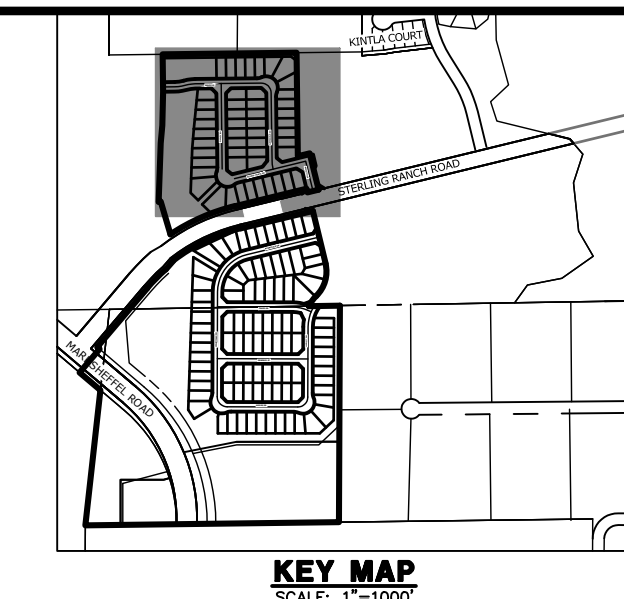 KINTLA COURT
STERLING RANCH ROAD
MARKSHEFFEL ROAD
KEY MAP
SCALE: 1"=1000'